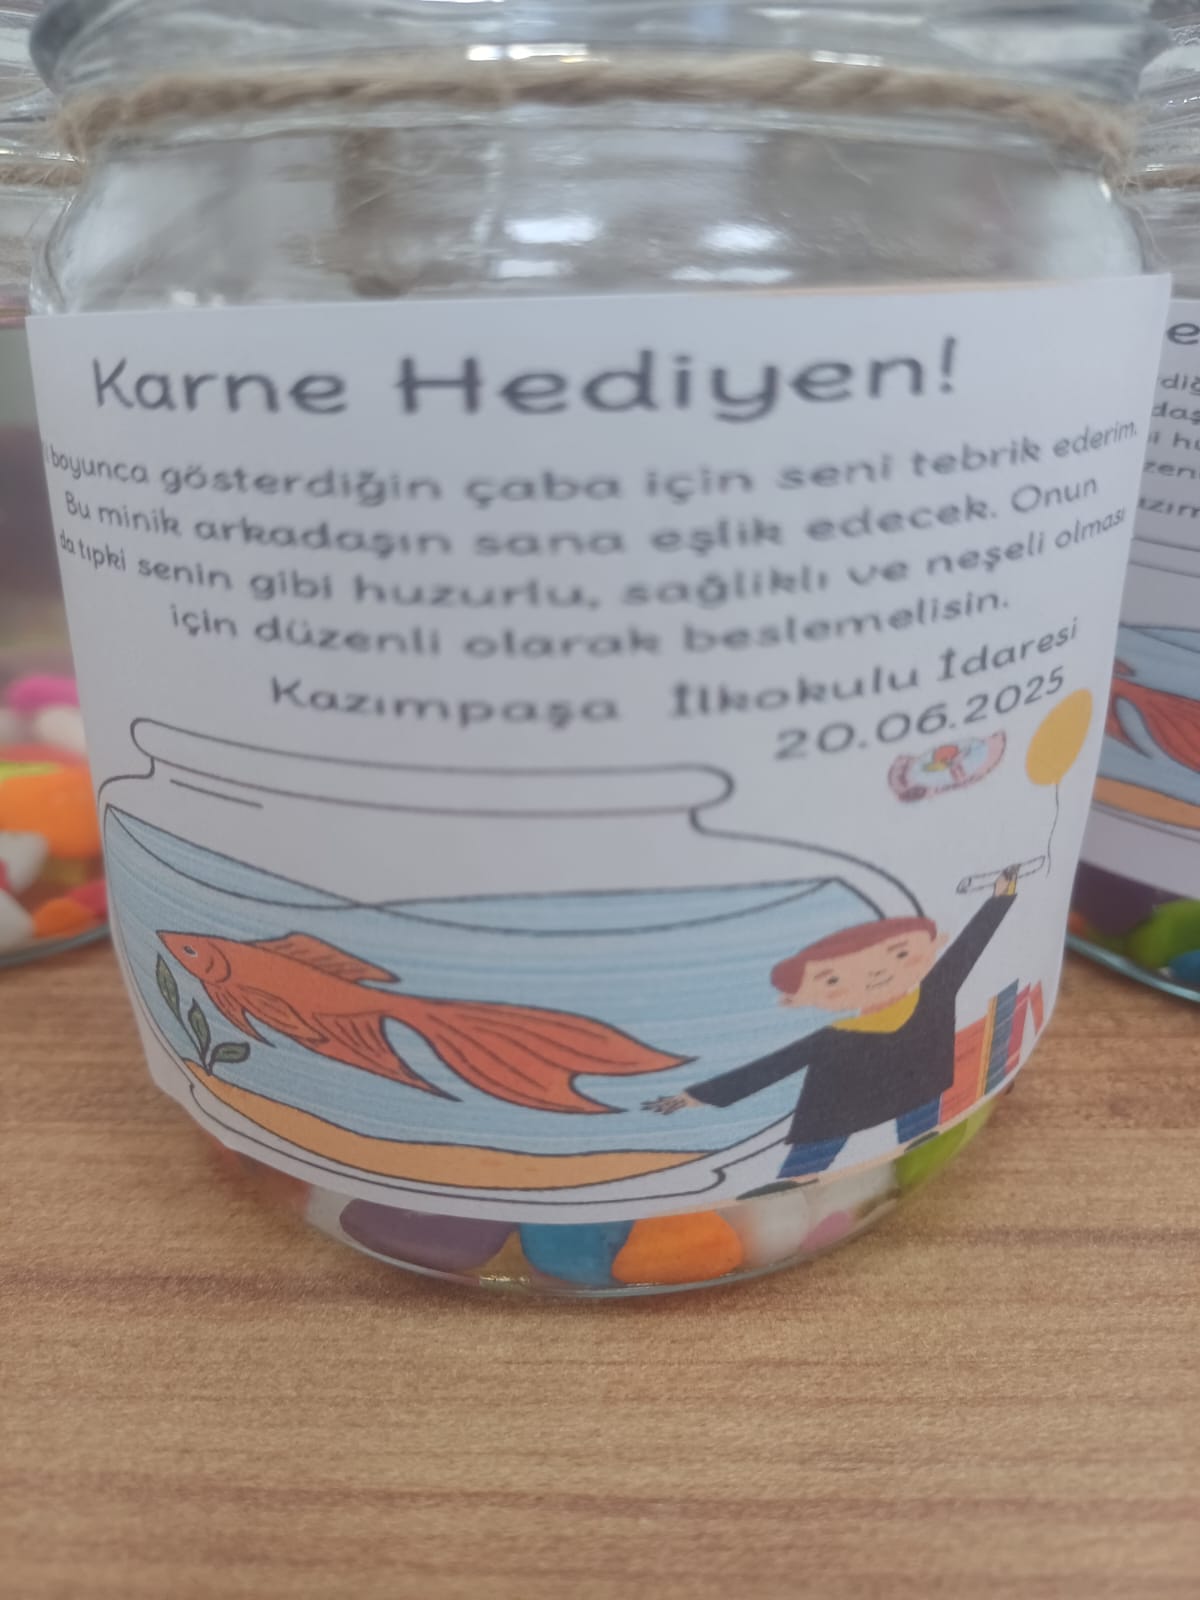 Karne Hediyen!
boyunca gösterdiğin çaba için seni tebrik ederim.
Bu minik arkadaşın sana eşlik edecek. Onun
da tıpkı senin gibi huzurlu, sağlıklı ve neşeli olması
için düzenli olarak beslemelisin.
Kazımpaşa İlkokulu İdaresi
20.06.2025